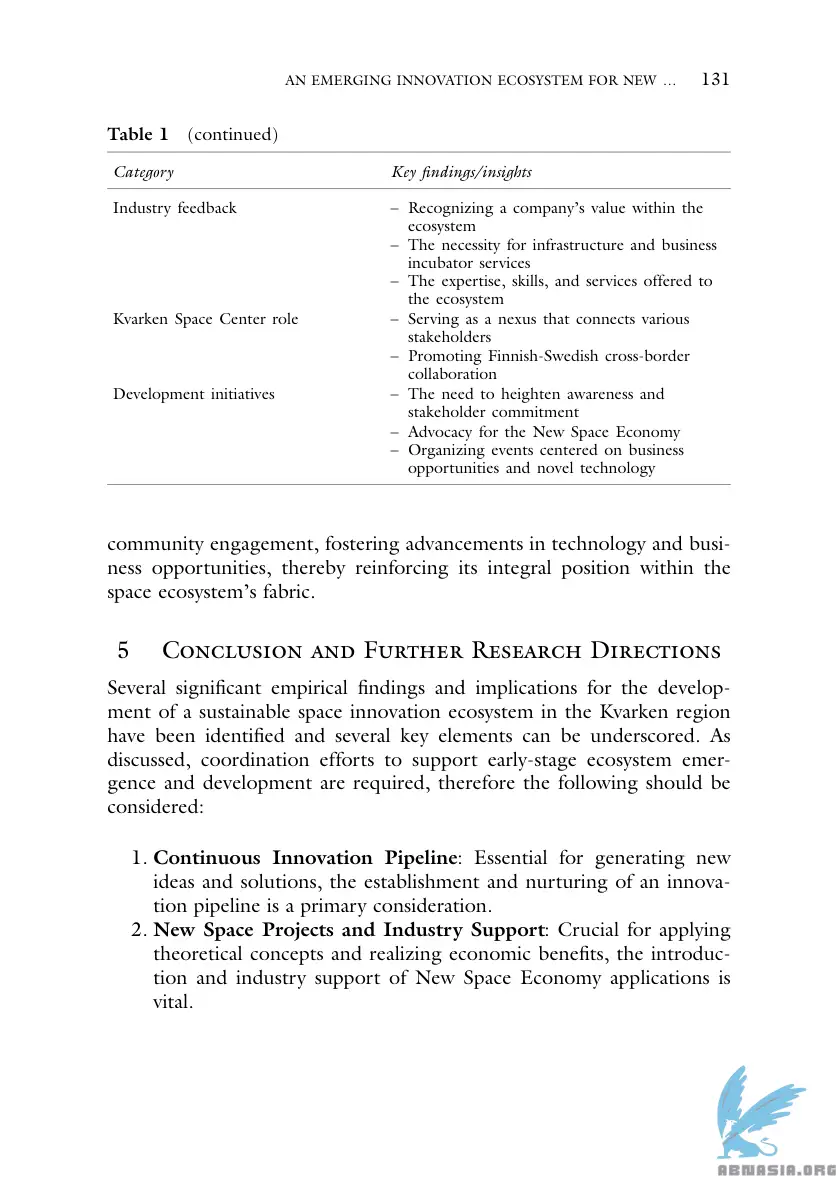 AN EMERGING INNOVATION ECOSYSTEM FOR NEW … 131
Table 1 (continued)
Category Key findings/insights
Industry feedback – Recognizing a company's value within the
ecosystem
– The necessity for infrastructure and business
incubator services
– The expertise, skills, and services offered to
the ecosystem
Kvarken Space Center role – Serving as a nexus that connects various
stakeholders
– Promoting Finnish-Swedish cross-border
collaboration
Development initiatives – The need to heighten awareness and
stakeholder commitment
– Advocacy for the New Space Economy
– Organizing events centered on business
opportunities and novel technology
community engagement, fostering advancements in technology and busi-
ness opportunities, thereby reinforcing its integral position within the
space ecosystem's fabric.
5 Conclusion and Further Research Directions
Several significant empirical findings and implications for the develop-
ment of a sustainable space innovation ecosystem in the Kvarken region
have been identified and several key elements can be underscored. As
discussed, coordination efforts to support early-stage ecosystem emer-
gence and development are required, therefore the following should be
considered:
1. Continuous Innovation Pipeline: Essential for generating new
ideas and solutions, the establishment and nurturing of an innova-
tion pipeline is a primary consideration.
2. New Space Projects and Industry Support: Crucial for applying
theoretical concepts and realizing economic benefits, the introduc-
tion and industry support of New Space Economy applications is
vital.
ABNASIA.ORG